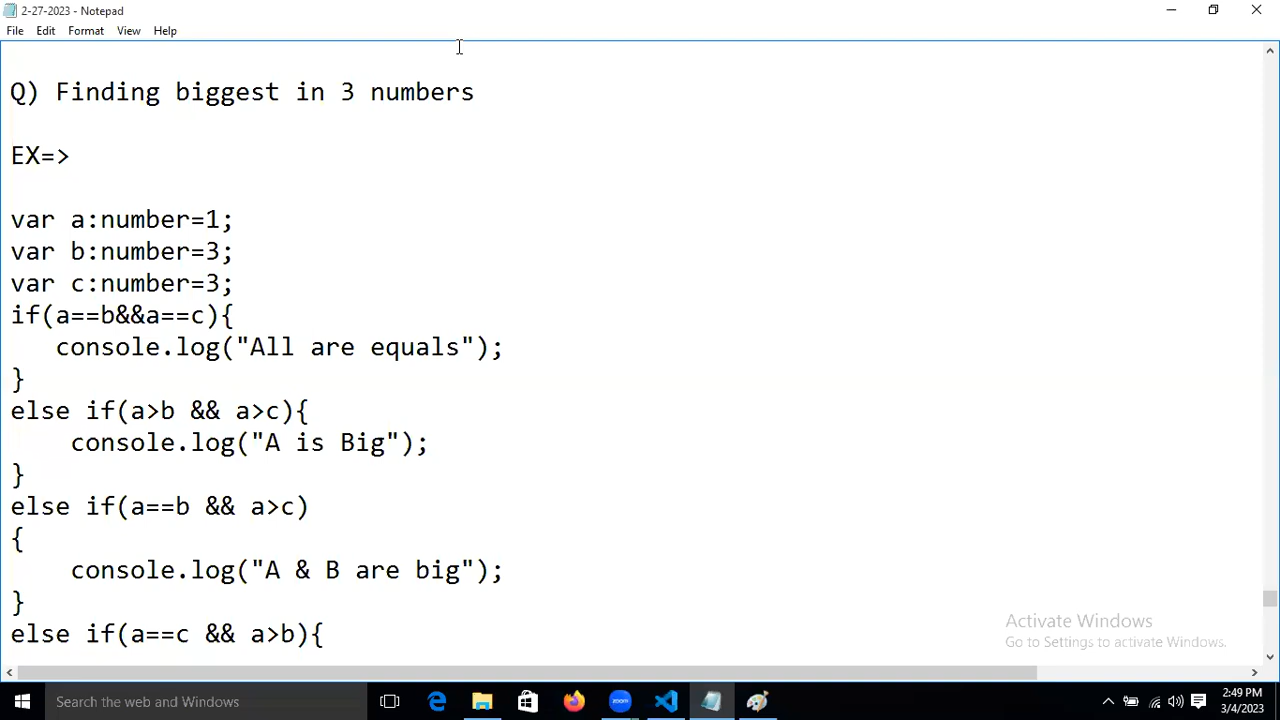 2-27-2023 - Notepad
File Edit Format View Help
Q) Finding biggest in 3 numbers
EX=>
var a:number=1;
var b:number=3;
var c:number=3;
if(a==b&&a==c){
console.log("All are equals");
}
else if(a>b && a>c){
console.log("A is Big");
}
else if(a==b && a>c)
{
console.log("A & B are big");
}
else if(a==c && a>b){
Activate Windows
Go to Settings to activate Windows.
Search the web and Windows
zoom
2:49 PM
3/4/2023